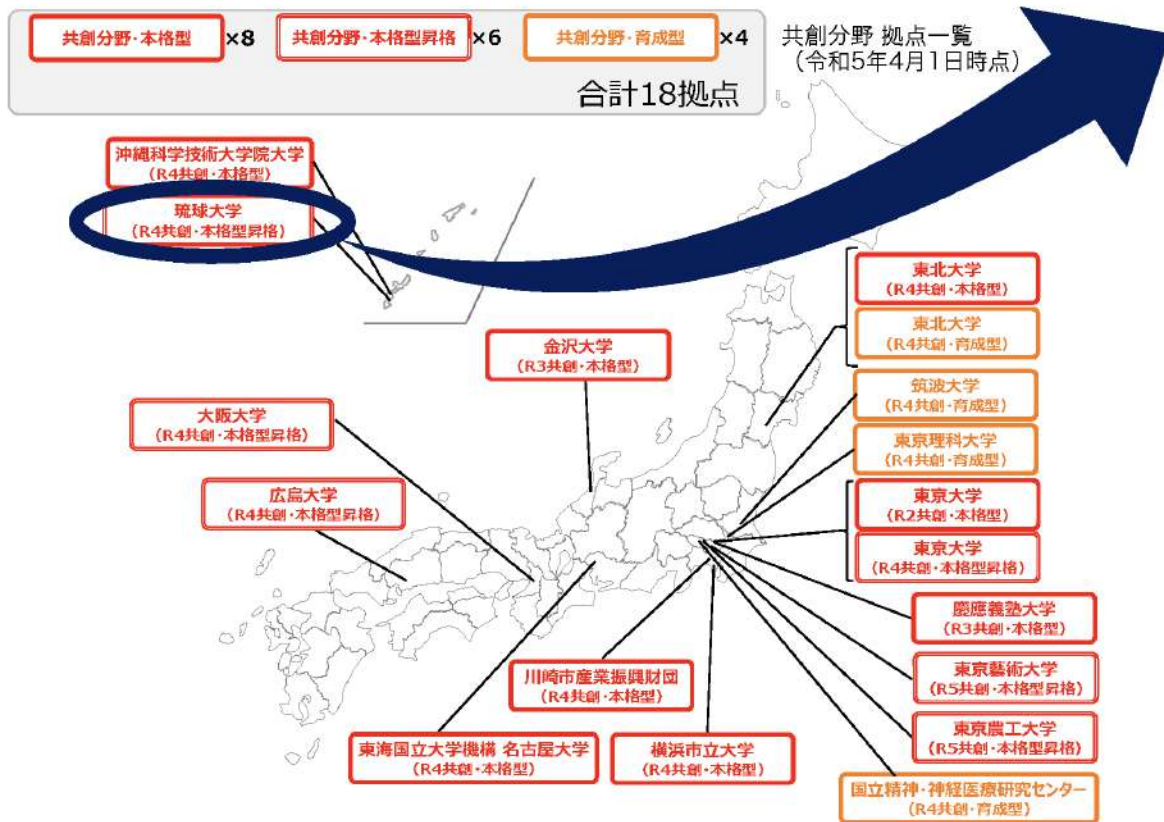 共創分野・本格型 ×8 共創分野・本格型昇格 ×6 共創分野・育成型 ×4
合計18拠点
共創分野 拠点一覧
(令和5年4月1日時点)
沖縄科学技術大学院大学
(R4共創・本格型)
琉球大学
(R4共創・本格型昇格)
金沢大学
(R3共創・本格型)
大阪大学
(R4共創・本格型昇格)
広島大学
(R4共創・本格型昇格)
東北大学
(R4共創・本格型)
東北大学
(R4共創・育成型)
筑波大学
(R4共創・育成型)
東京理科大学
(R4共創・育成型)
東京大学
(R2共創・本格型)
東京大学
(R4共創・本格型昇格)
慶應義塾大学
(R3共創・本格型)
東京藝術大学
(R5共創・本格型昇格)
東京農工大学
(R5共創・本格型昇格)
国立精神・神経医療研究センター
(R4共創・育成型)
川崎市産業振興財団
(R4共創・本格型)
東海国立大学機構 名古屋大学
(R4共創・本格型)
横浜市立大学
(R4共創・本格型)